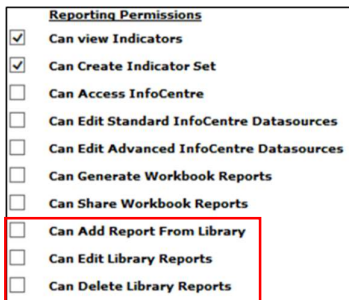 Reporting Permissions
Can view Indicators
Can Create Indicator Set
Can Access InfoCentre
Can Edit Standard InfoCentre Datasources
Can Edit Advanced InfoCentre Datasources
Can Generate Workbook Reports
Can Share Workbook Reports
Can Add Report From Library
Can Edit Library Reports
Can Delete Library Reports